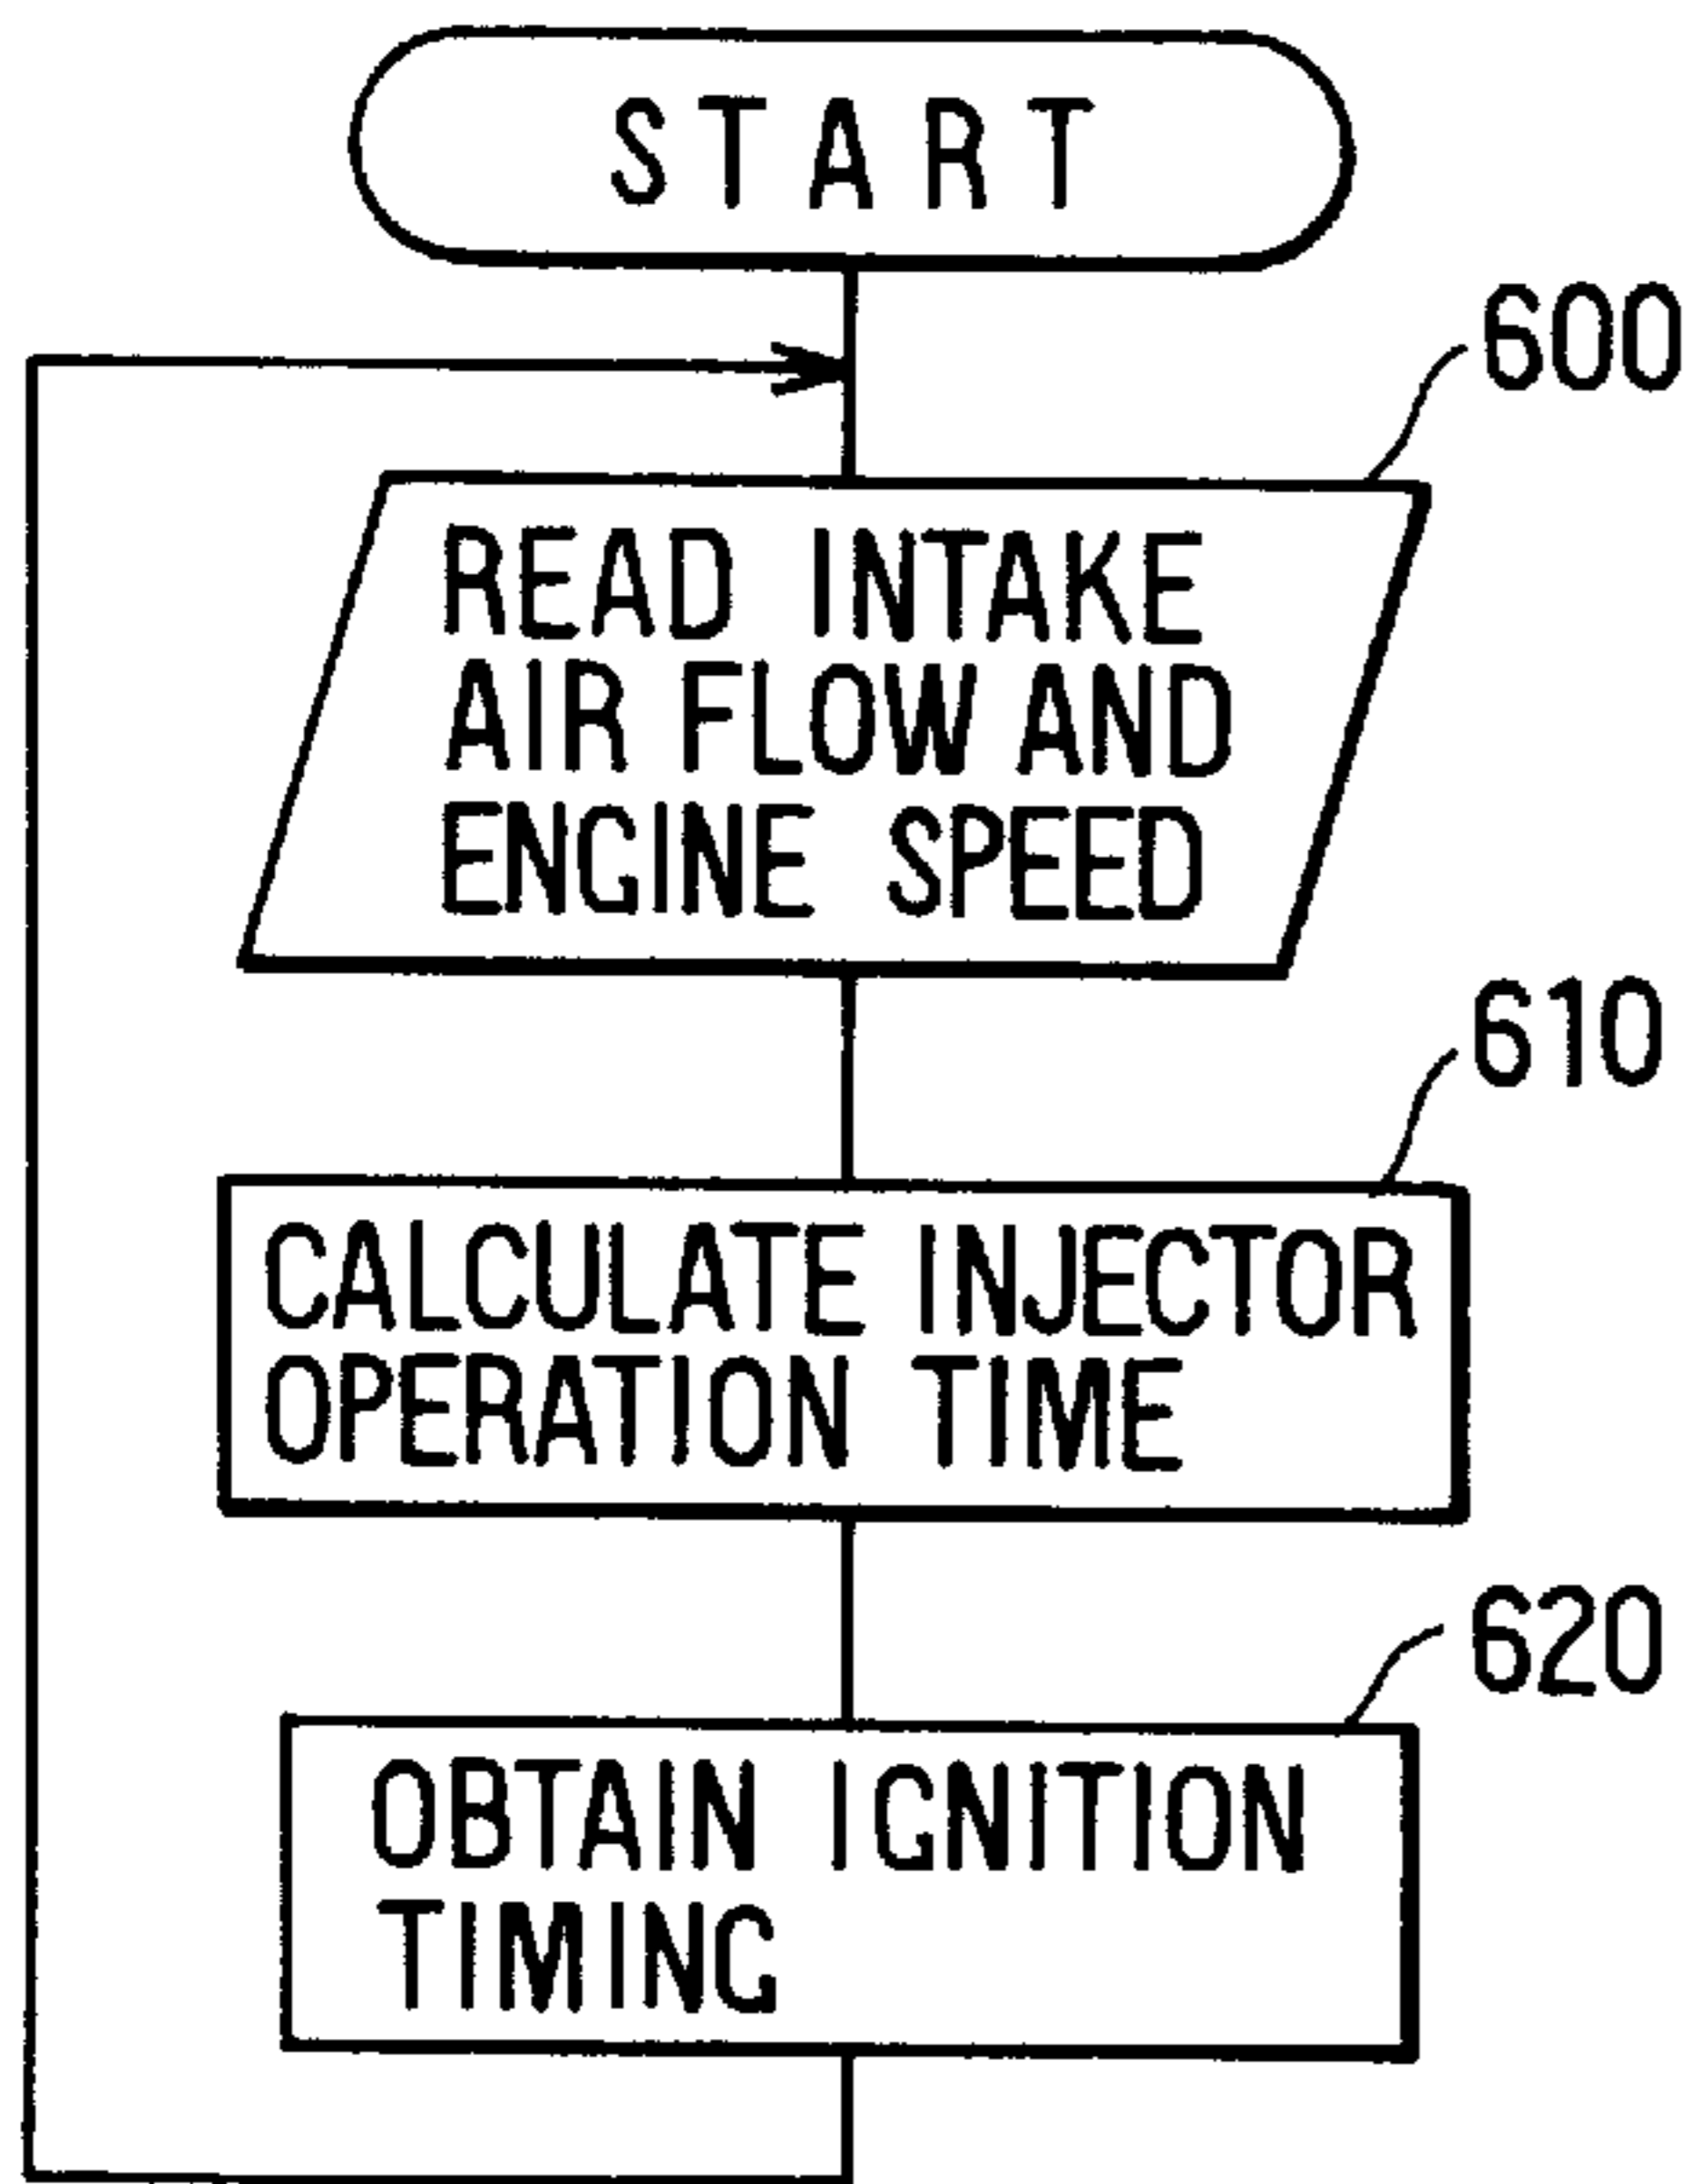 START
600
READ INTAKE
AIR FLOW AND
ENGINE SPEED
610
CALCULATE INJECTOR
OPERATION TIME
620
OBTAIN IGNITION
TIMING